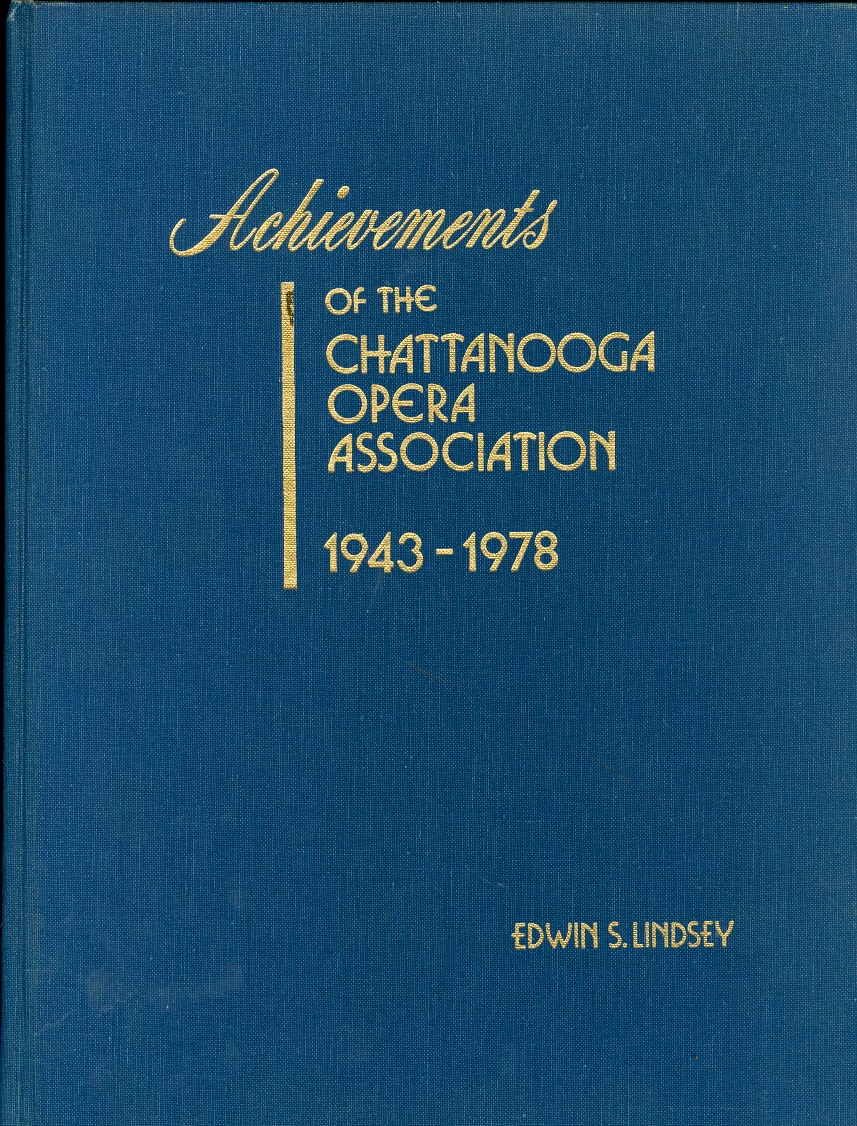 Achievements
OF THE
CHATTANOOGA
OPERA
ASSOCIATION
1943-1978
EDWIN S. LINDSEY